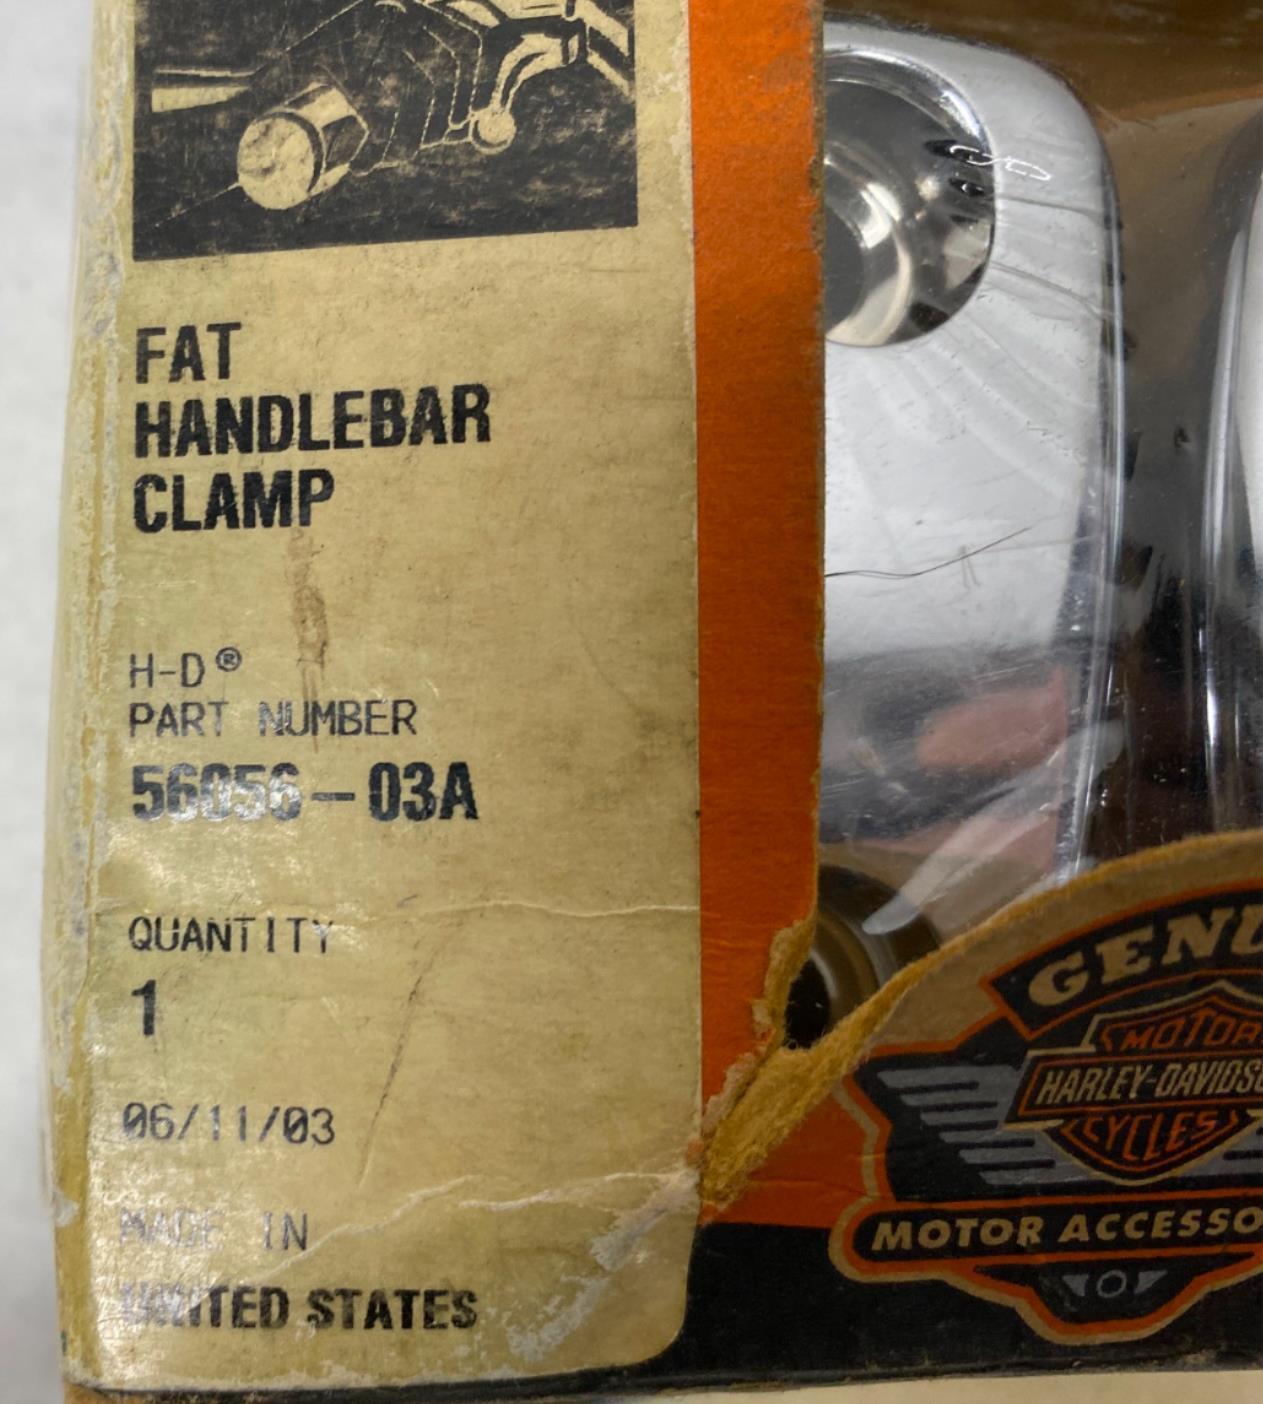 FAT
HANDLEBAR
CLAMP
H-D®
PART NUMBER
56056-03A
QUANTITY
1
06/11/03
MADE IN
UNITED STATES
GENU
MOTOR
HARLEY-DAVIDSO
CYCLES
MOTOR ACCESSO